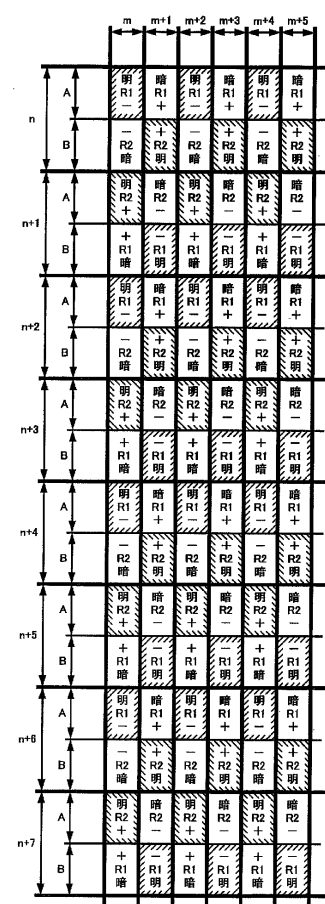 m m+1 m+2 m+3 m+4 m+5
n
A
明 暗 明 暗 明 暗
R1 R1 R1 R1 R1 R1
− + − + − +
B
− + − + − +
R2 R2 R2 R2 R2 R2
暗 明 暗 明 暗 明
n+1
A
明 暗 明 暗 明 暗
R2 R2 R2 R2 R2 R2
+ − + − + −
B
+ − + − + −
R1 R1 R1 R1 R1 R1
暗 明 暗 明 暗 明
n+2
A
明 暗 明 暗 明 暗
R1 R1 R1 R1 R1 R1
− + − + − +
B
− + − + − +
R2 R2 R2 R2 R2 R2
暗 明 暗 明 暗 明
n+3
A
明 暗 明 暗 明 暗
R2 R2 R2 R2 R2 R2
+ − + − + −
B
+ − + − + −
R1 R1 R1 R1 R1 R1
暗 明 暗 明 暗 明
n+4
A
明 暗 明 暗 明 暗
R1 R1 R1 R1 R1 R1
− + − + − +
B
− + − + − +
R2 R2 R2 R2 R2 R2
暗 明 暗 明 暗 明
n+5
A
明 暗 明 暗 明 暗
R2 R2 R2 R2 R2 R2
+ − + − + −
B
+ − + − + −
R1 R1 R1 R1 R1 R1
暗 明 暗 明 暗 明
n+6
A
明 暗 明 暗 明 暗
R1 R1 R1 R1 R1 R1
− + − + − +
B
− + − + − +
R2 R2 R2 R2 R2 R2
暗 明 暗 明 暗 明
n+7
A
明 暗 明 暗 明 暗
R2 R2 R2 R2 R2 R2
+ − + − + −
B
+ − + − + −
R1 R1 R1 R1 R1 R1
暗 明 暗 明 暗 明